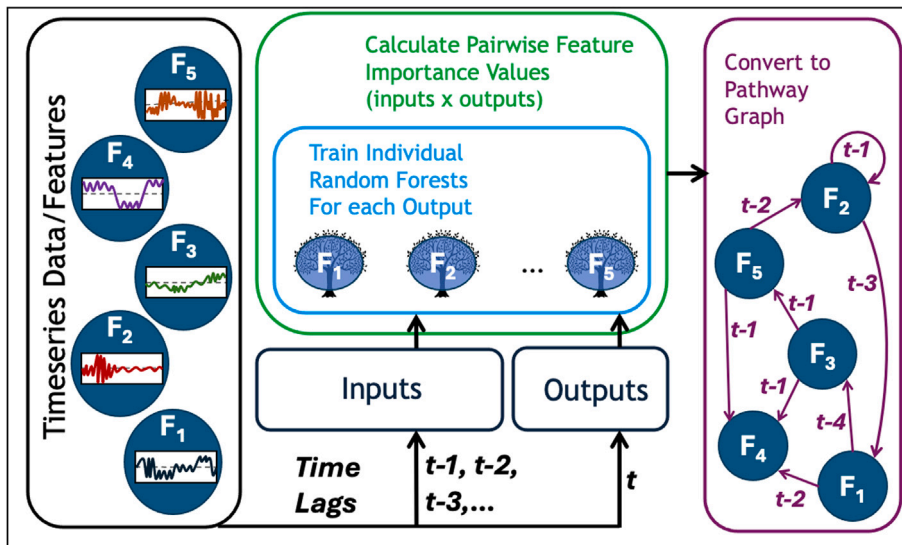 Timeseries Data/Features
F5
F4
F3
F2
F1
Calculate Pairwise Feature
Importance Values
(inputs x outputs)
Train Individual
Random Forests
For each Output
F1
F2
...
F5
Inputs
Outputs
Time
Lags
t-1, t-2,
t-3,...
t
Convert to
Pathway
Graph
t-1
F2
t-2
F5
t-3
t-1
t-1
F3
t-1
F4
t-4
F1
t-2